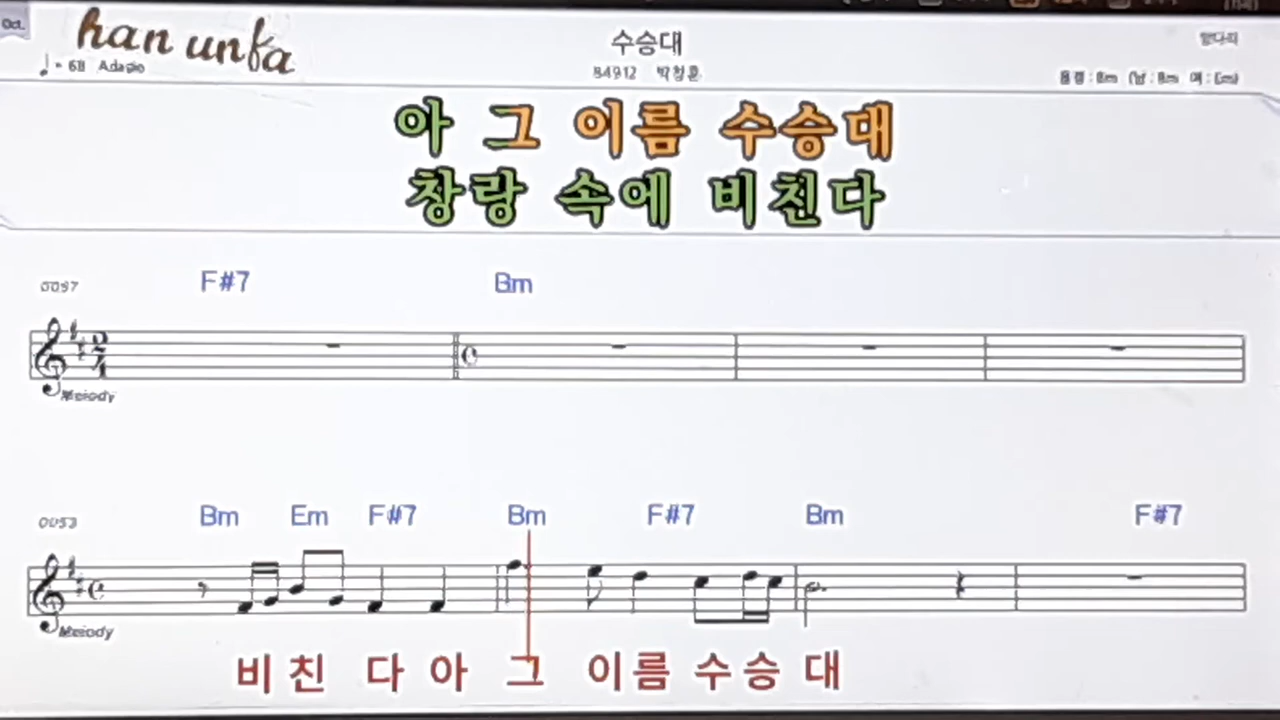 Oct.
han unfa
수승대
♩ = 68 Adagio
84912 박정훈
아 그 이름 수승대
창랑 속에 비친다
F#7 Bm
Melody
Bm Em F#7 Bm F#7 Bm F#7
Melody
비 친 다 아 그 이 름 수 승 대